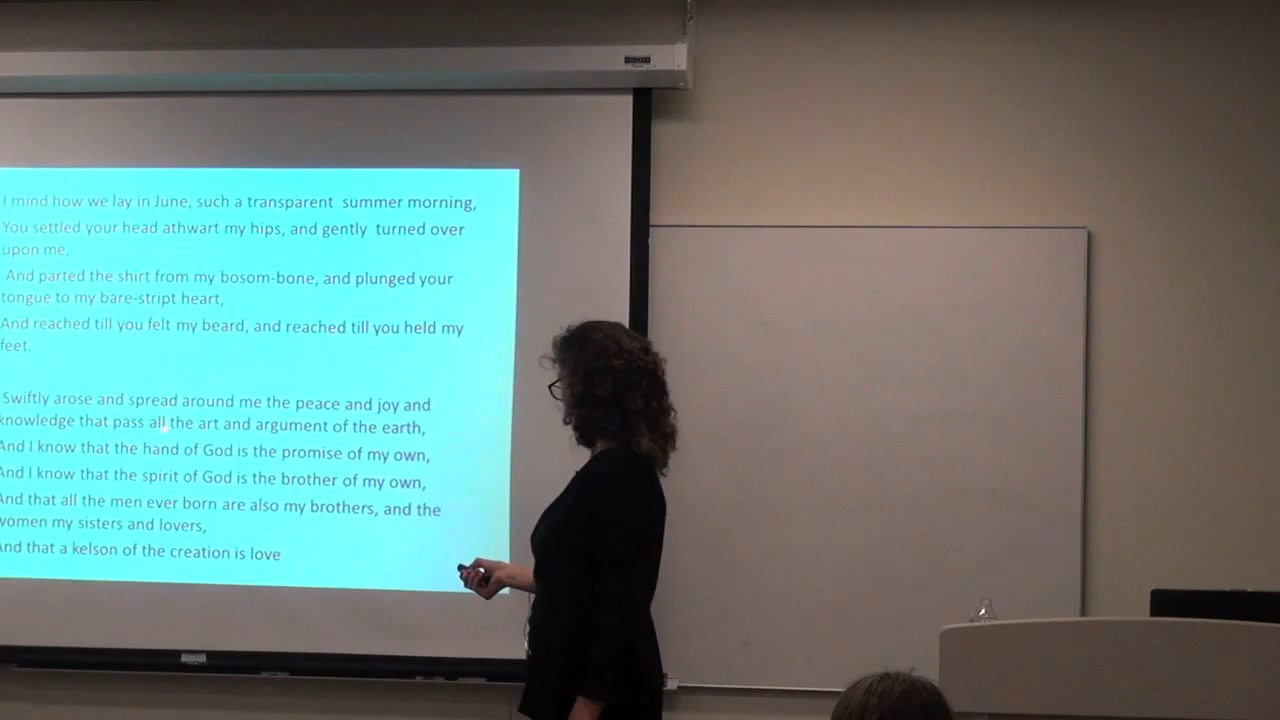 I mind how we lay in June, such a transparent summer morning,
You settled your head athwart my hips, and gently turned over
upon me,
And parted the shirt from my bosom-bone, and plunged your
tongue to my bare-stript heart,
And reached till you felt my beard, and reached till you held my
feet.
Swiftly arose and spread around me the peace and joy and
knowledge that pass all the art and argument of the earth,
And I know that the hand of God is the promise of my own,
And I know that the spirit of God is the brother of my own,
And that all the men ever born are also my brothers, and the
women my sisters and lovers,
And that a kelson of the creation is love